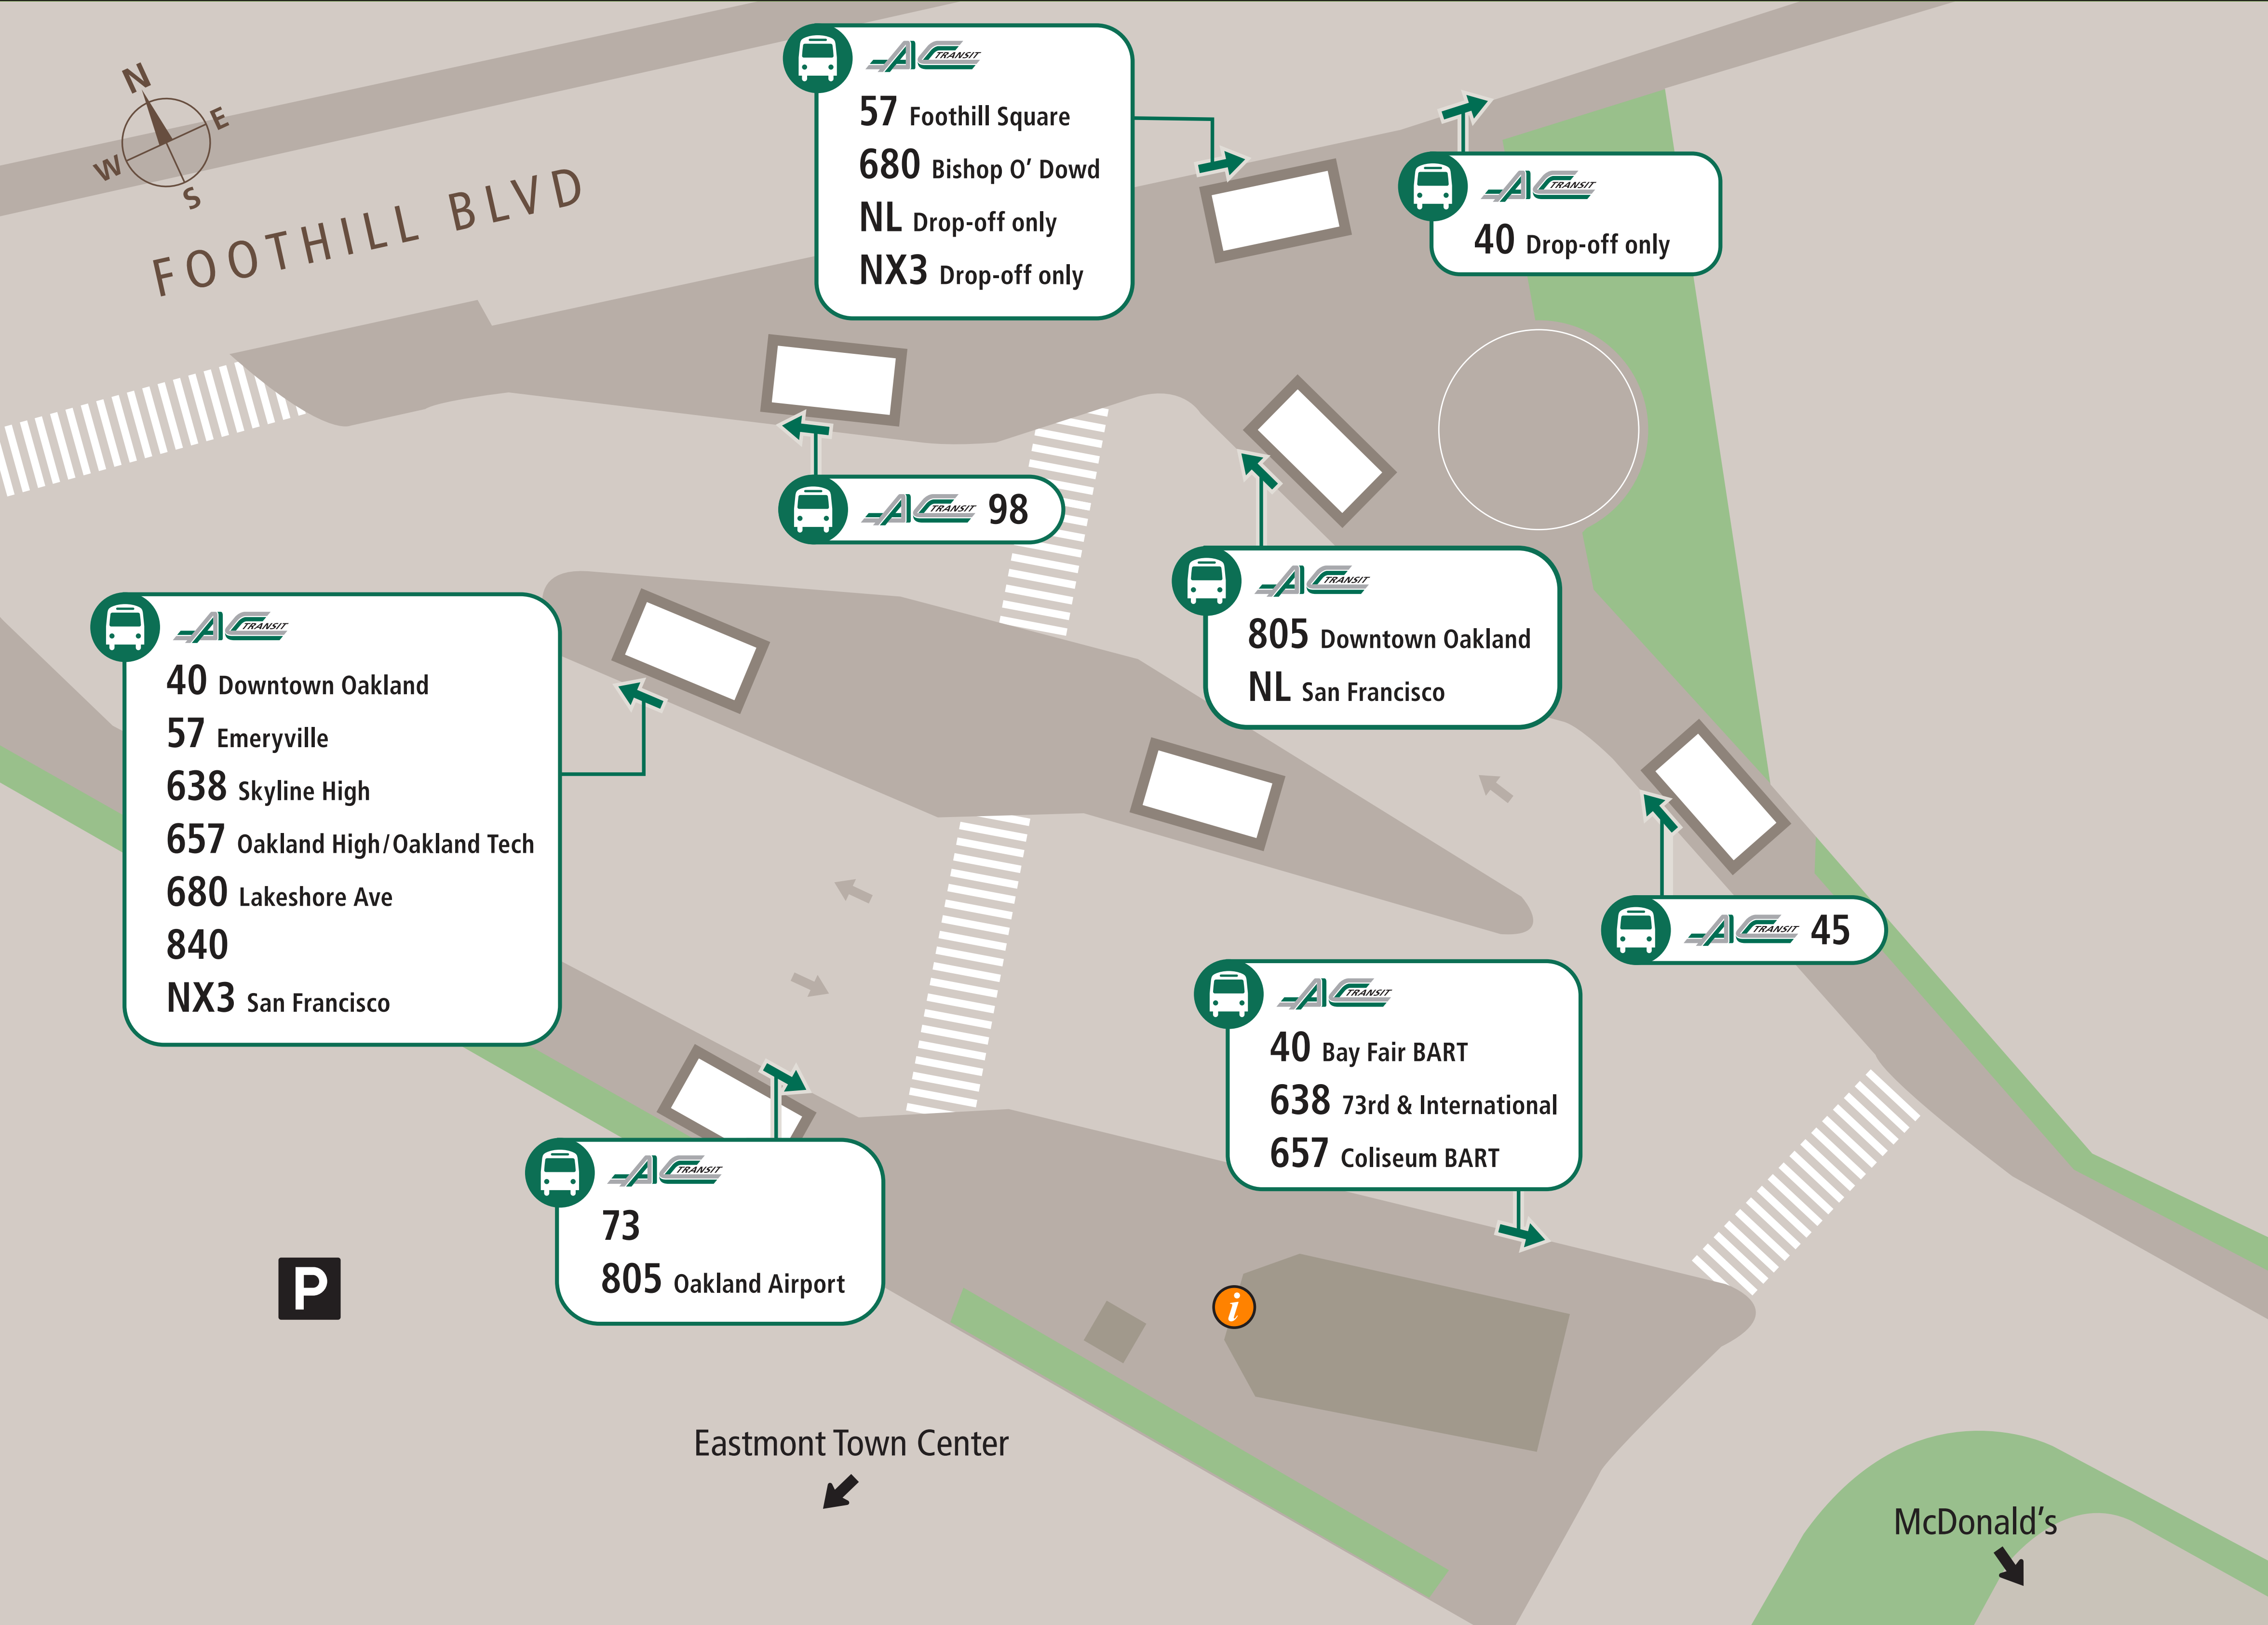 N
E
W
S
FOOTHILL BLVD
AC TRANSIT
57 Foothill Square
680 Bishop O’ Dowd
NL Drop-off only
NX3 Drop-off only
AC TRANSIT
40 Drop-off only
AC TRANSIT 98
AC TRANSIT
805 Downtown Oakland
NL San Francisco
AC TRANSIT
40 Downtown Oakland
57 Emeryville
638 Skyline High
657 Oakland High/Oakland Tech
680 Lakeshore Ave
840
NX3 San Francisco
AC TRANSIT 45
AC TRANSIT
40 Bay Fair BART
638 73rd & International
657 Coliseum BART
AC TRANSIT
73
805 Oakland Airport
P
i
Eastmont Town Center
McDonald’s